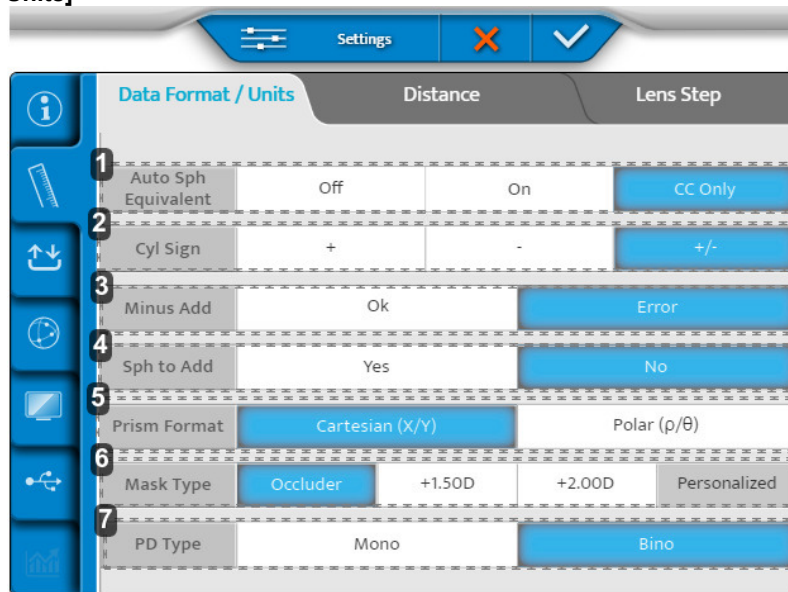 Units]
Settings
Data Format / Units Distance Lens Step
1
Auto Sph Equivalent Off On CC Only
2
Cyl Sign + - +/-
3
Minus Add Ok Error
4
Sph to Add Yes No
5
Prism Format Cartesian (X/Y) Polar (ρ/θ)
6
Mask Type Occluder +1.50D +2.00D Personalized
7
PD Type Mono Bino